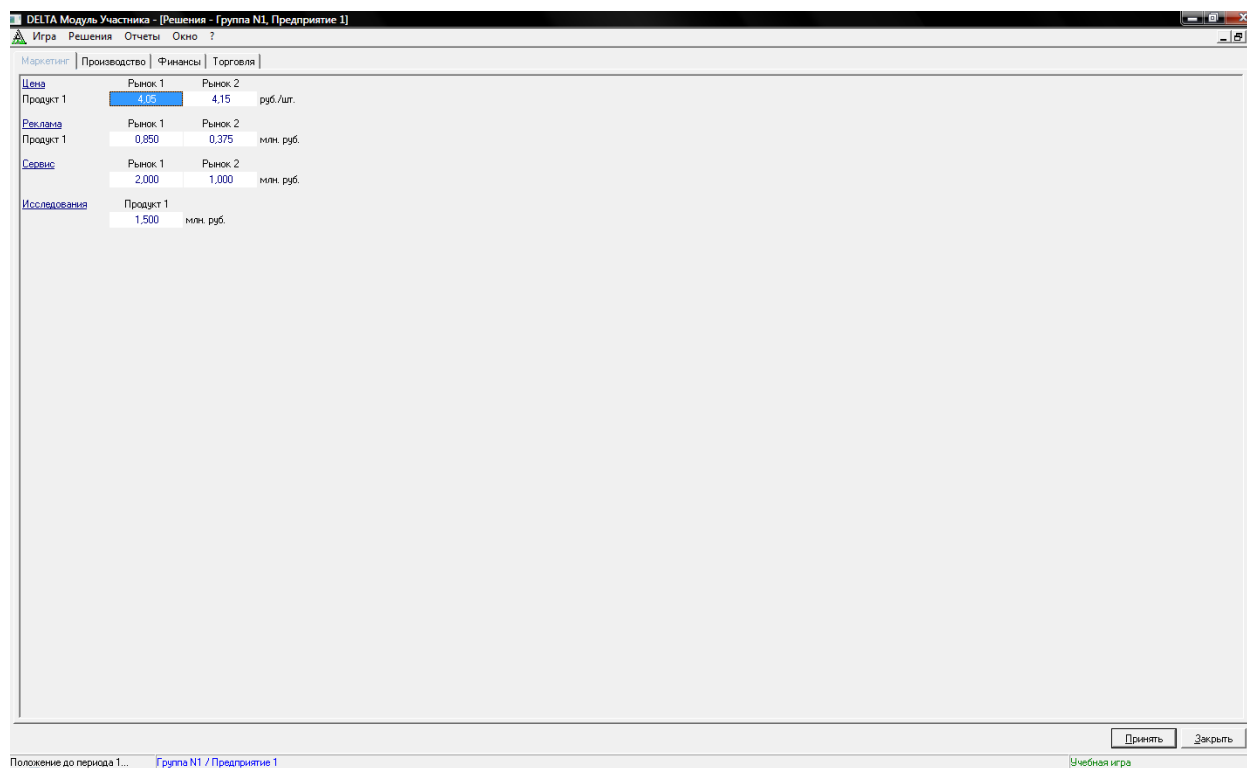 DELTA Модуль Участника - [Решения - Группа N1, Предприятие 1]
Игра Решения Отчеты Окно ?
Маркетинг Производство Финансы Торговля
Цена Рынок 1 Рынок 2
Продукт 1 4,05 4,15 руб./шт.
Реклама Рынок 1 Рынок 2
Продукт 1 0,850 0,375 млн. руб.
Сервис Рынок 1 Рынок 2
2,000 1,000 млн. руб.
Исследования Продукт 1
1,500 млн. руб.
Принять Закрыть
Положение до периода 1... Группа N1 / Предприятие 1 Учебная игра